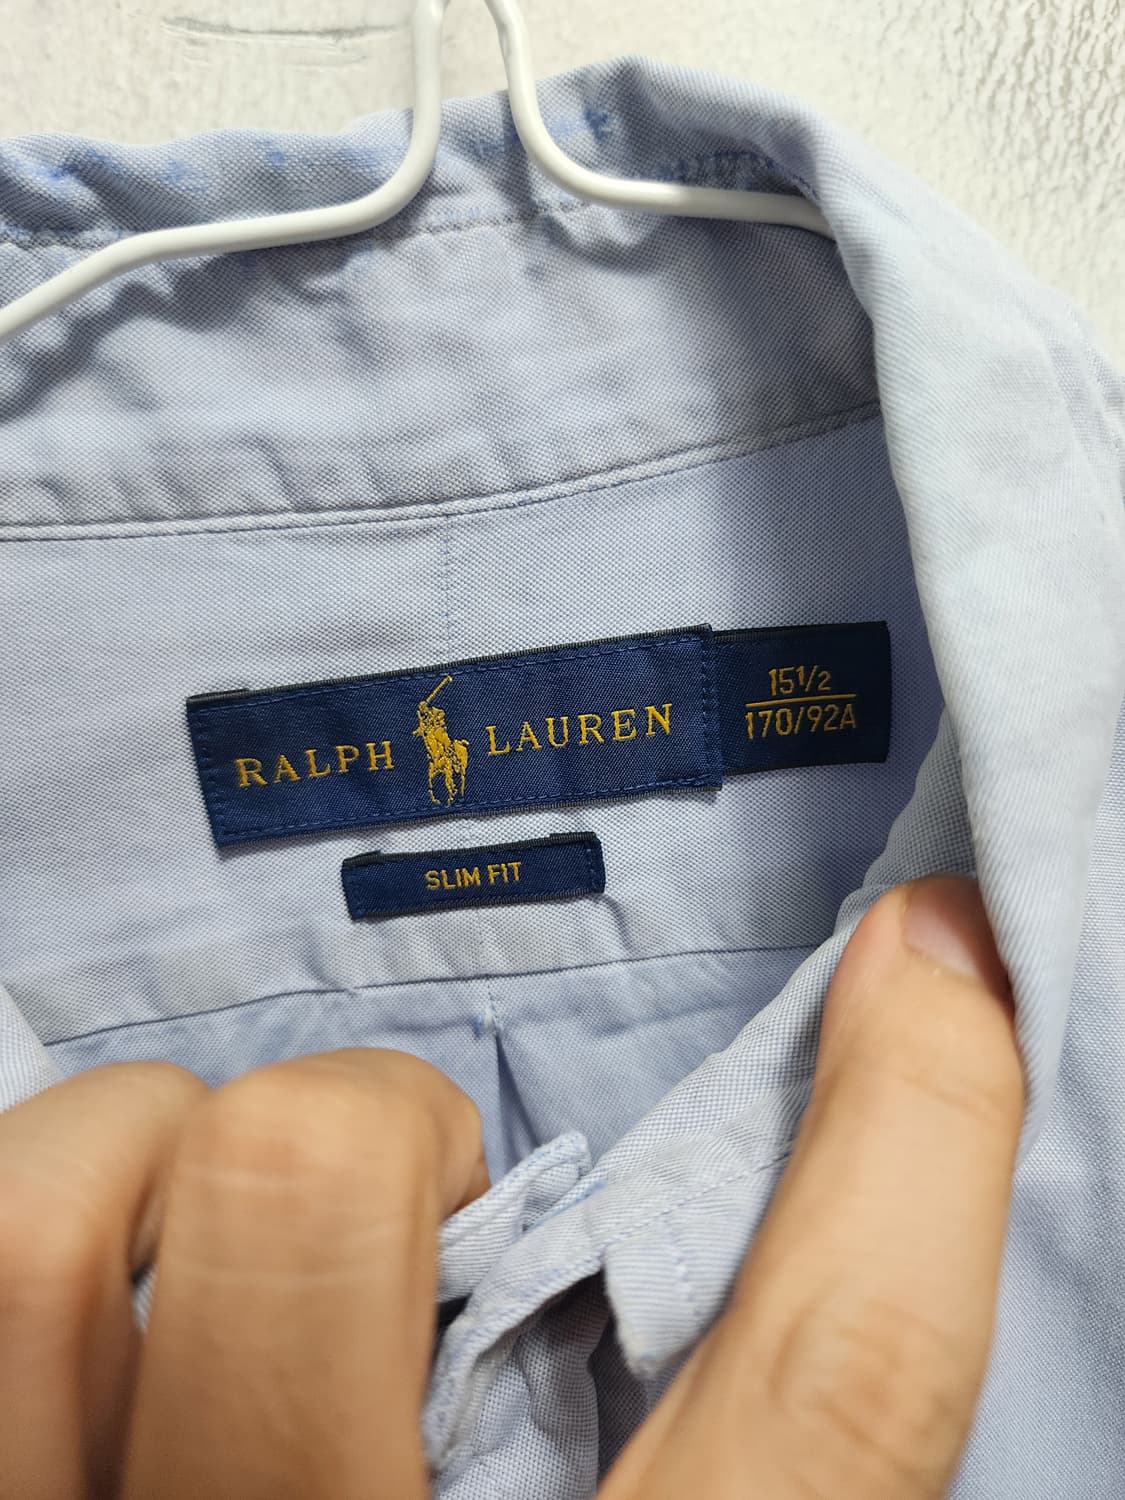 RALPH LAUREN
15½
170/92A
SLIM FIT